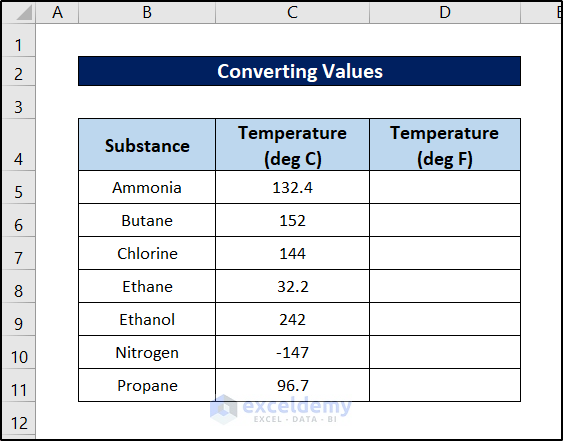 A B C D E
1
2 Converting Values
3
4 Substance Temperature (deg C) Temperature (deg F)
5 Ammonia 132.4
6 Butane 152
7 Chlorine 144
8 Ethane 32.2
9 Ethanol 242
10 Nitrogen -147
11 Propane 96.7
exceldemy
12 EXCEL - DATA - BI